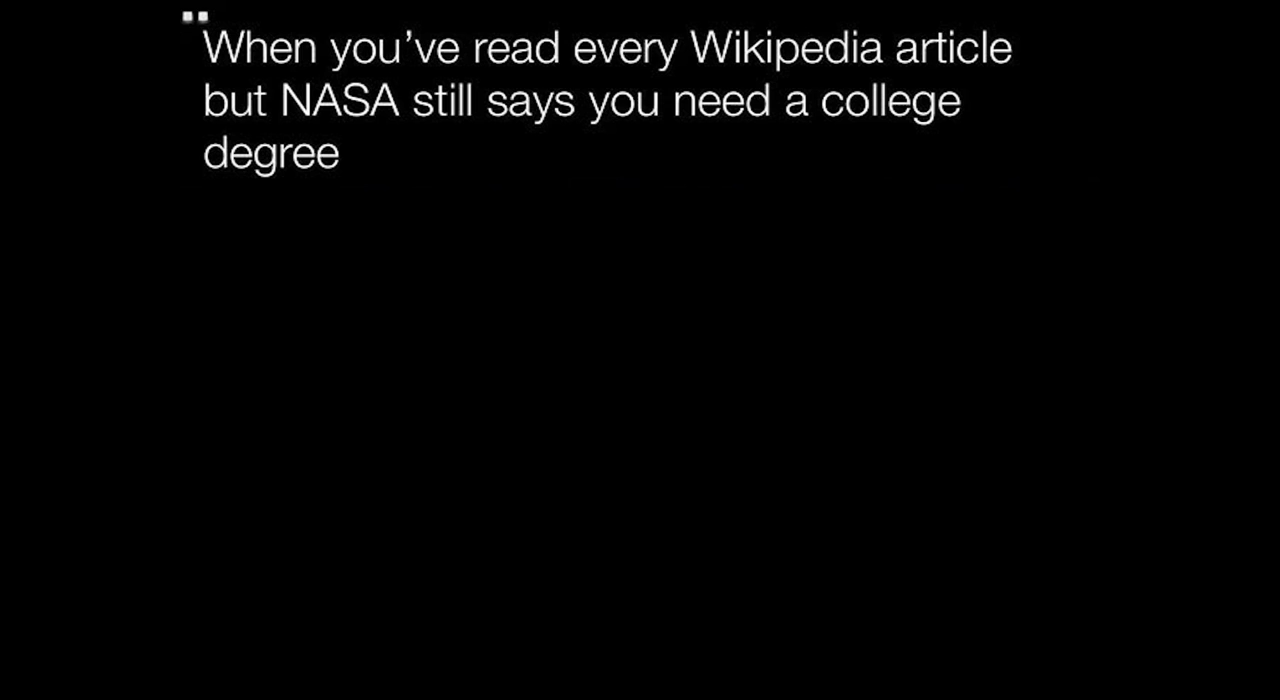 When you’ve read every Wikipedia article
but NASA still says you need a college
degree